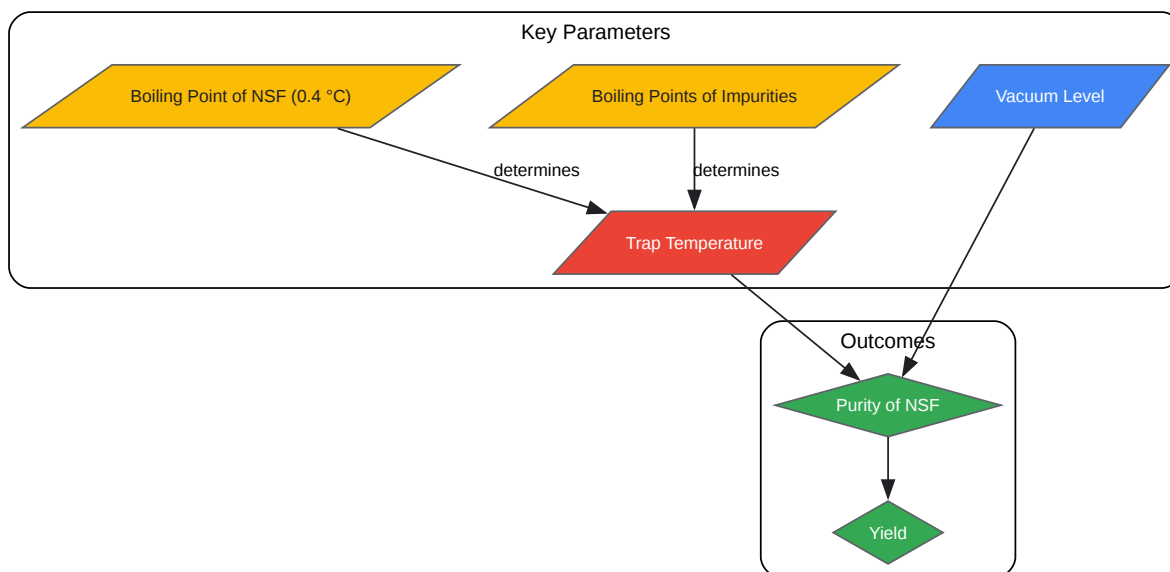 Key Parameters
Boiling Point of NSF (0.4 °C)
Boiling Points of Impurities
Vacuum Level
determines
determines
Trap Temperature
Outcomes
Purity of NSF
Yield